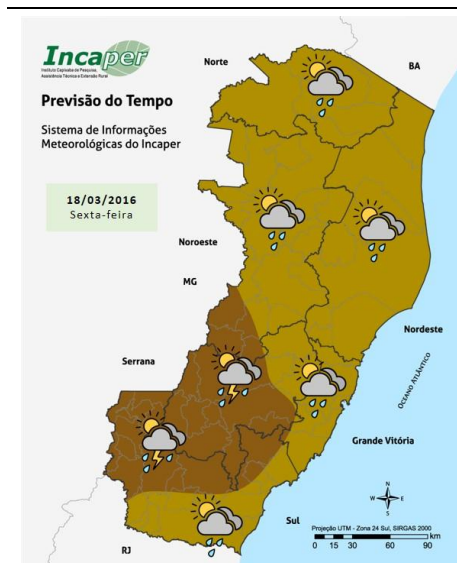 Incaper
Instituto Capixaba de Pesquisa,
Assistência Técnica e Extensão Rural
Previsão do Tempo
Sistema de Informações
Meteorológicas do Incaper
18/03/2016
Sexta-feira
Norte
BA
Noroeste
MG
Nordeste
Serrana
OCEANO ATLÂNTICO
Grande Vitória
Sul
RJ
N
W E
S
Projeção UTM - Zona 24 Sul, SIRGAS 2000
km
0 15 30 60 90